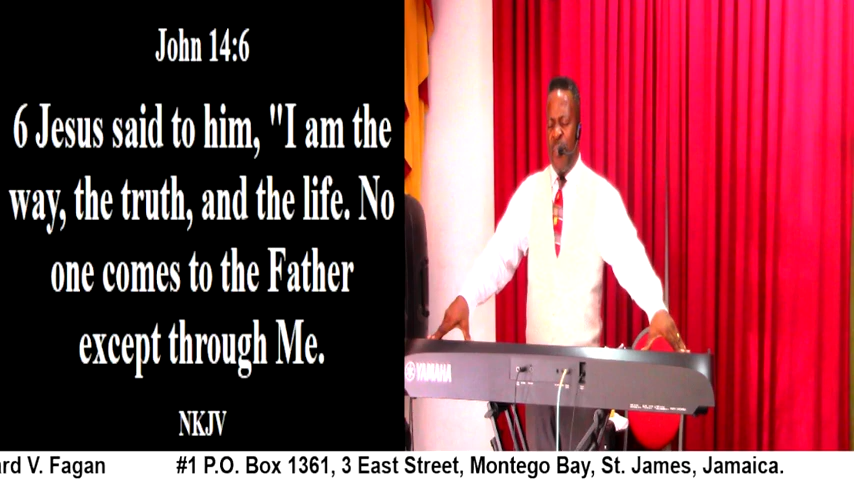 John 14:6
6 Jesus said to him, "I am the
way, the truth, and the life. No
one comes to the Father
except through Me.
NKJV
YAMAHA
ard V. Fagan #1 P.O. Box 1361, 3 East Street, Montego Bay, St. James, Jamaica.